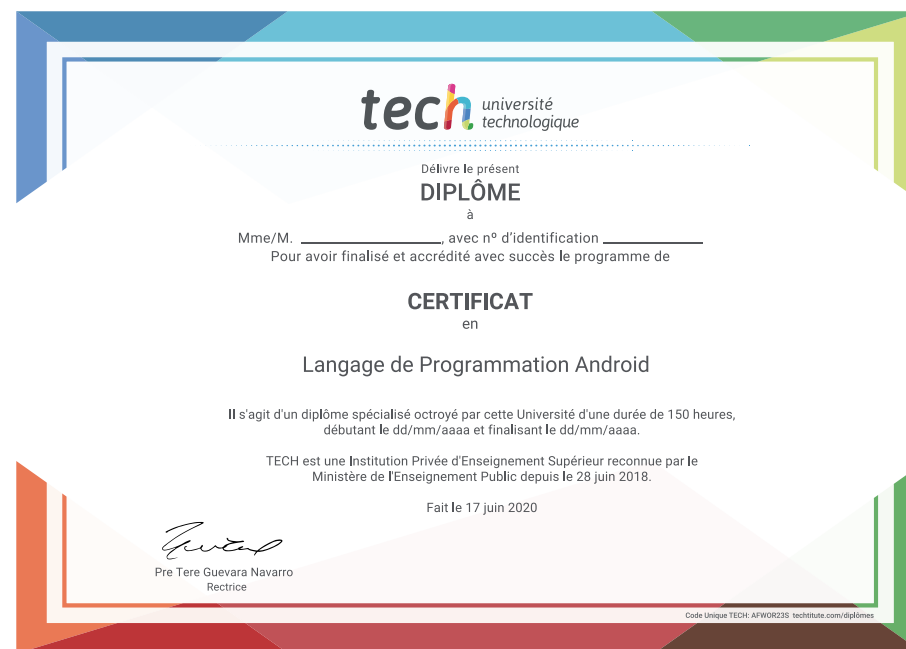 tech université
technologique
Délivre le présent
DIPLÔME
à
Mme/M. ____________________, avec nº d'identification ______________
Pour avoir finalisé et accrédité avec succès le programme de
CERTIFICAT
en
Langage de Programmation Android
Il s'agit d'un diplôme spécialisé octroyé par cette Université d'une durée de 150 heures,
débutant le dd/mm/aaaa et finalisant le dd/mm/aaaa.
TECH est une Institution Privée d'Enseignement Supérieur reconnue par le
Ministère de l'Enseignement Public depuis le 28 juin 2018.
Fait le 17 juin 2020
Pre Tere Guevara Navarro
Rectrice
Code Unique TECH: AFWOR23S techtitute.com/diplômes